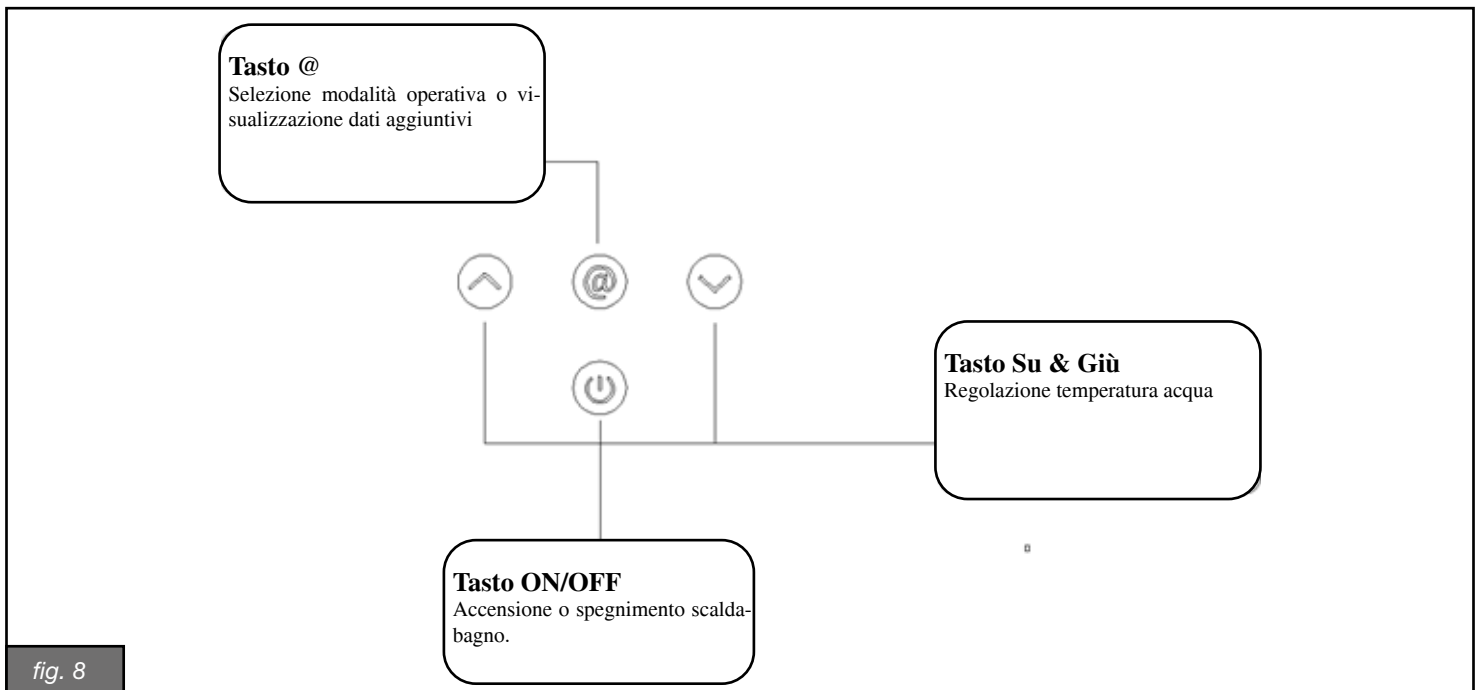 Tasto @
Selezione modalità operativa o vi-
sualizzazione dati aggiuntivi
@
Tasto Su & Giù
Regolazione temperatura acqua
Tasto ON/OFF
Accensione o spegnimento scalda-
bagno.
fig. 8